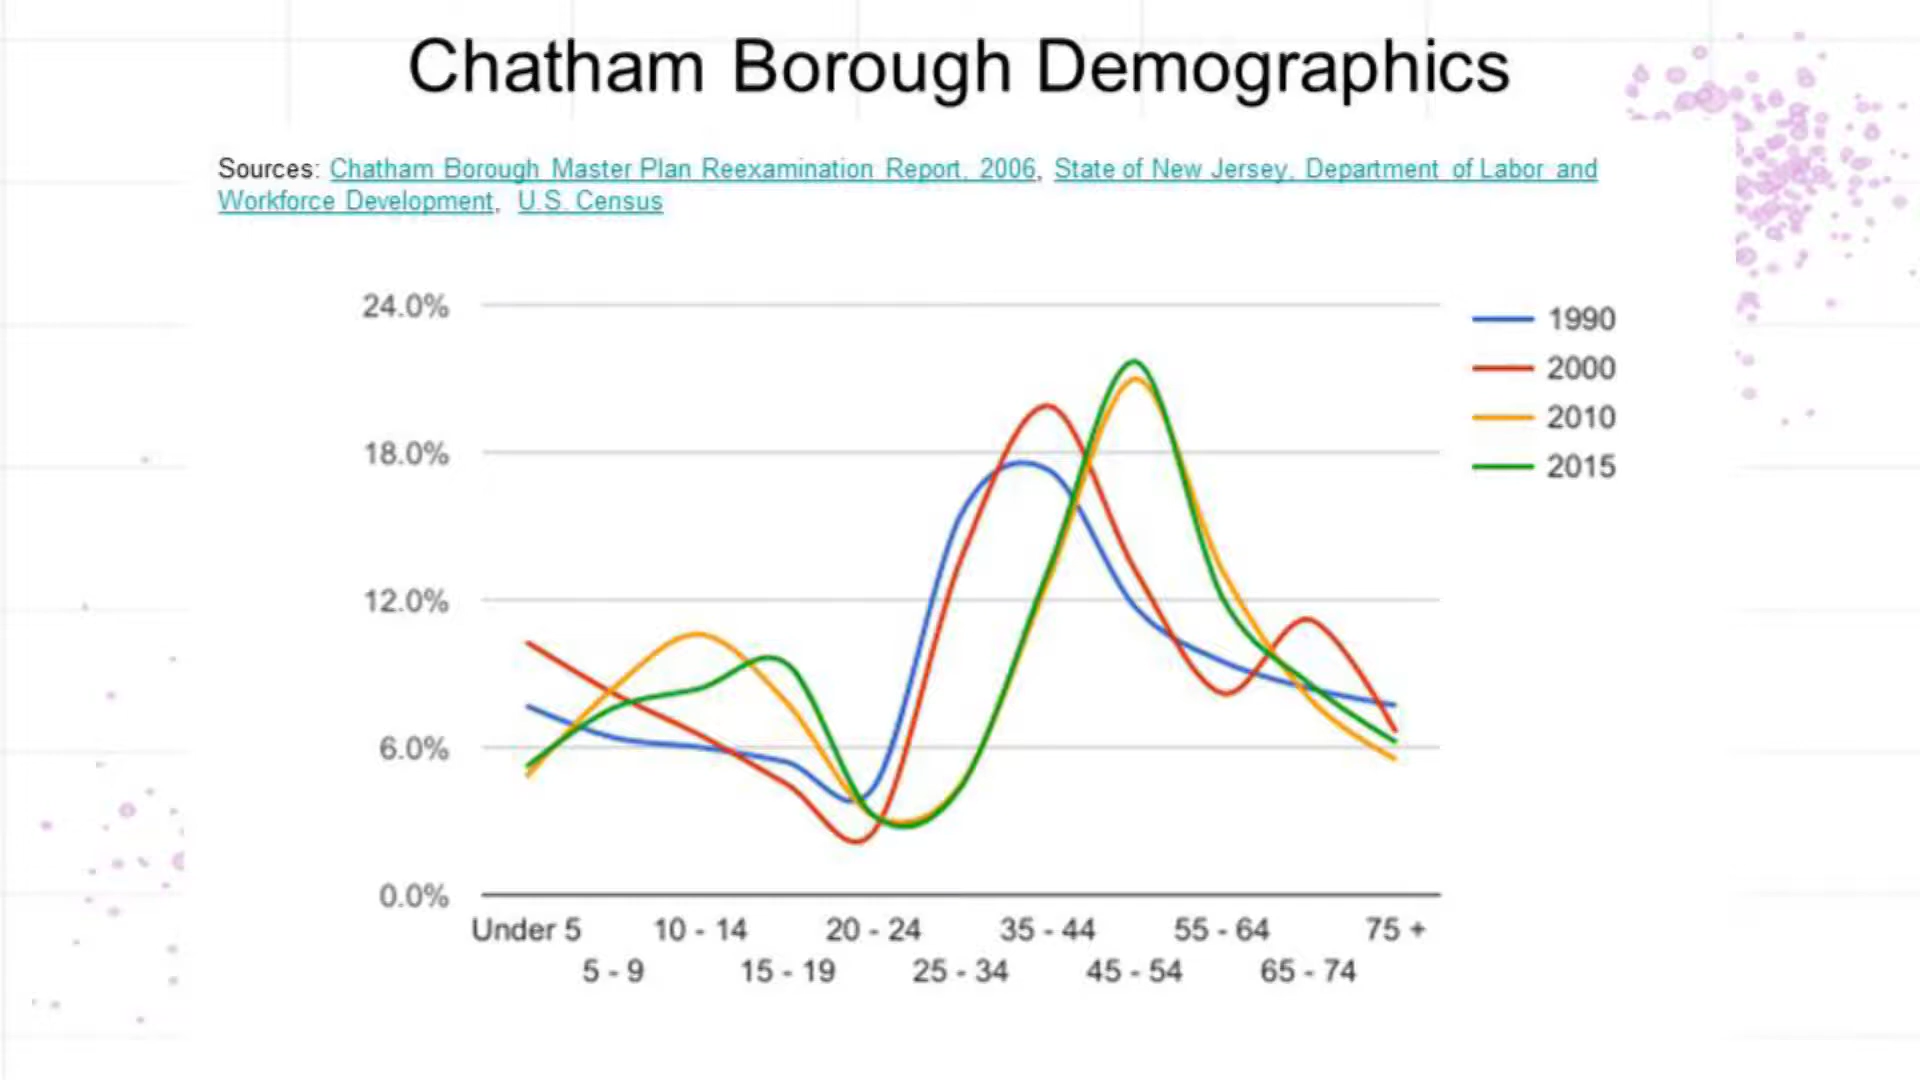 Chatham Borough Demographics
Sources: Chatham Borough Master Plan Reexamination Report, 2006, State of New Jersey, Department of Labor and
Workforce Development, U.S. Census
24.0%
18.0%
12.0%
6.0%
0.0%
1990
2000
2010
2015
Under 5
5 - 9
10 - 14
15 - 19
20 - 24
25 - 34
35 - 44
45 - 54
55 - 64
65 - 74
75 +